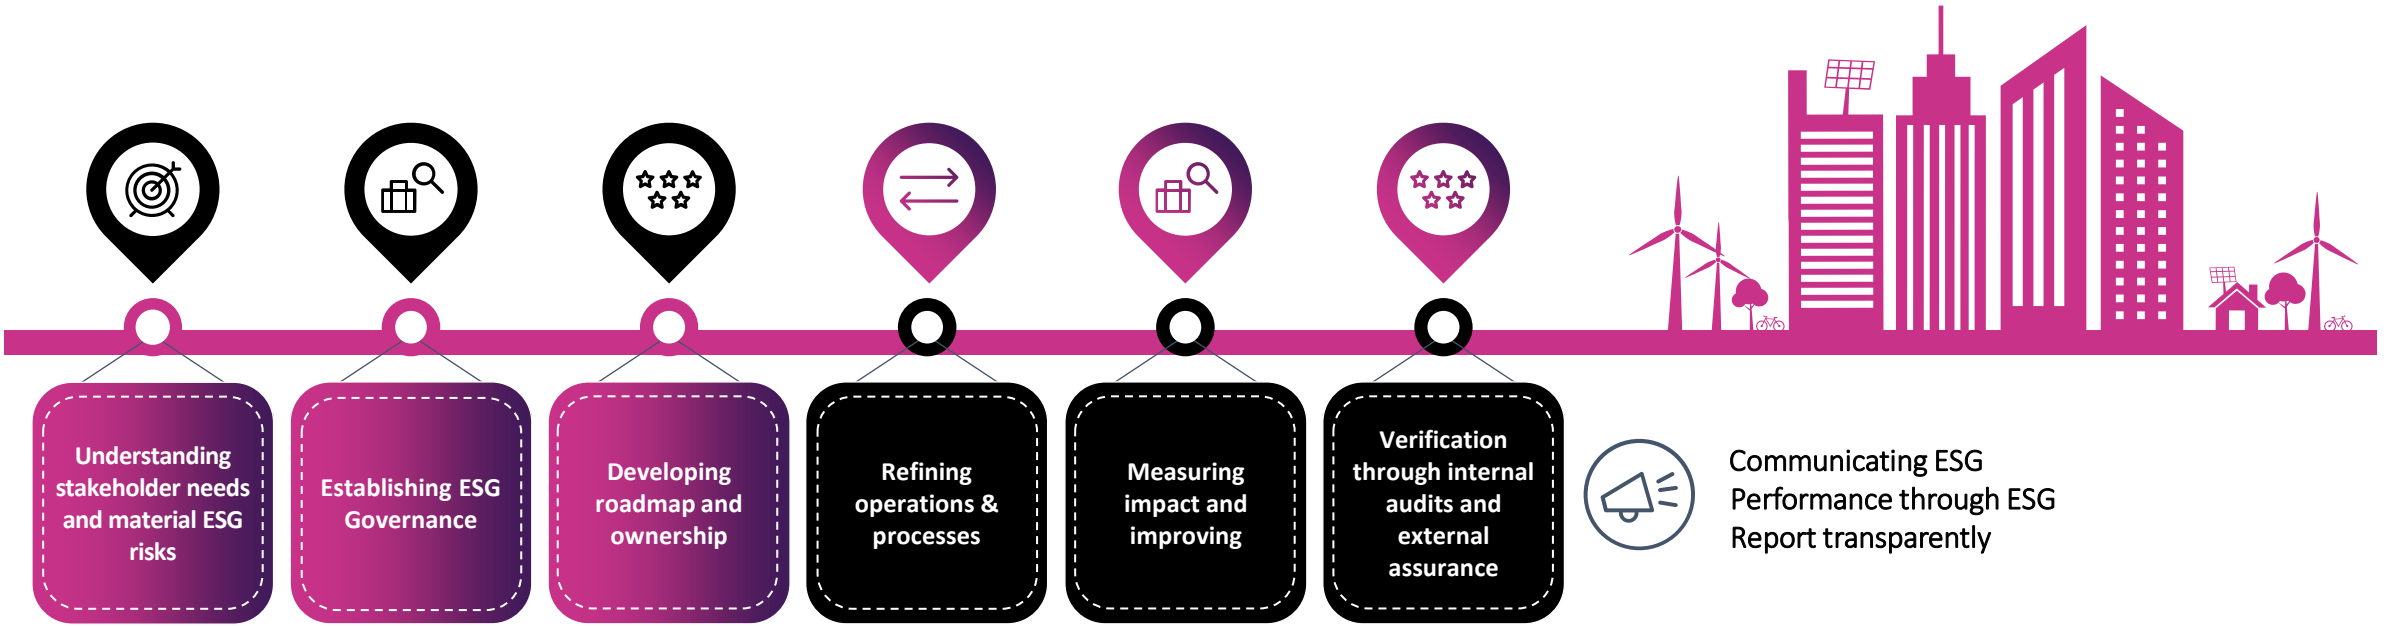 Understanding
stakeholder needs
and material ESG
risks
Establishing ESG
Governance
Developing
roadmap and
ownership
Refining
operations &
processes
Measuring
impact and
improving
Verification
through internal
audits and
external
assurance
Communicating ESG
Performance through ESG
Report transparently